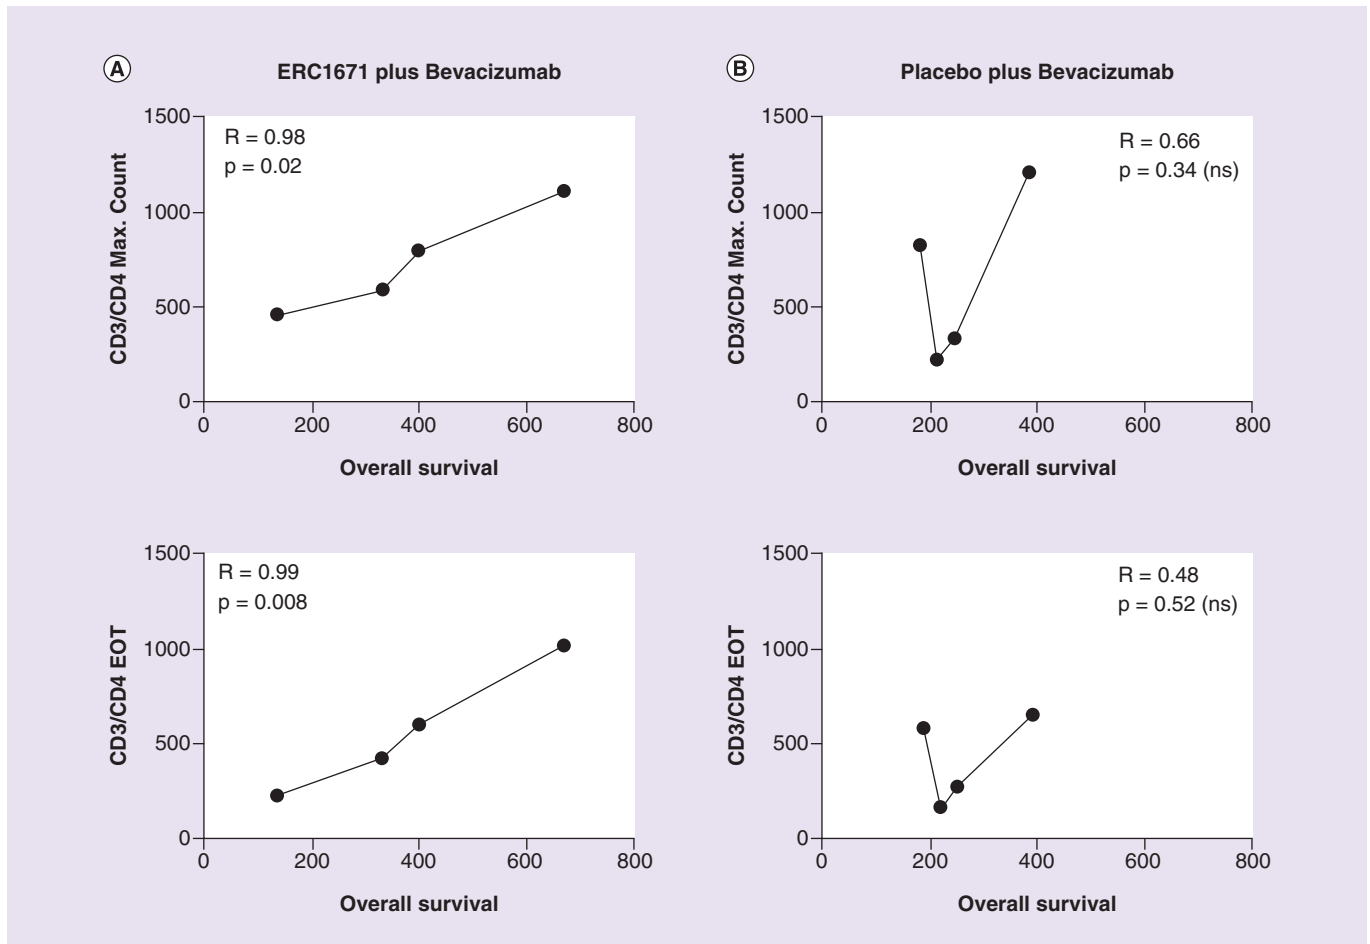 A
ERC1671 plus Bevacizumab
R = 0.98
p = 0.02
CD3/CD4 Max. Count
1500
1000
500
0
0 200 400 600 800
Overall survival
B
Placebo plus Bevacizumab
R = 0.66
p = 0.34 (ns)
CD3/CD4 Max. Count
1500
1000
500
0
0 200 400 600 800
Overall survival
R = 0.99
p = 0.008
CD3/CD4 EOT
1500
1000
500
0
0 200 400 600 800
Overall survival
R = 0.48
p = 0.52 (ns)
CD3/CD4 EOT
1500
1000
500
0
0 200 400 600 800
Overall survival